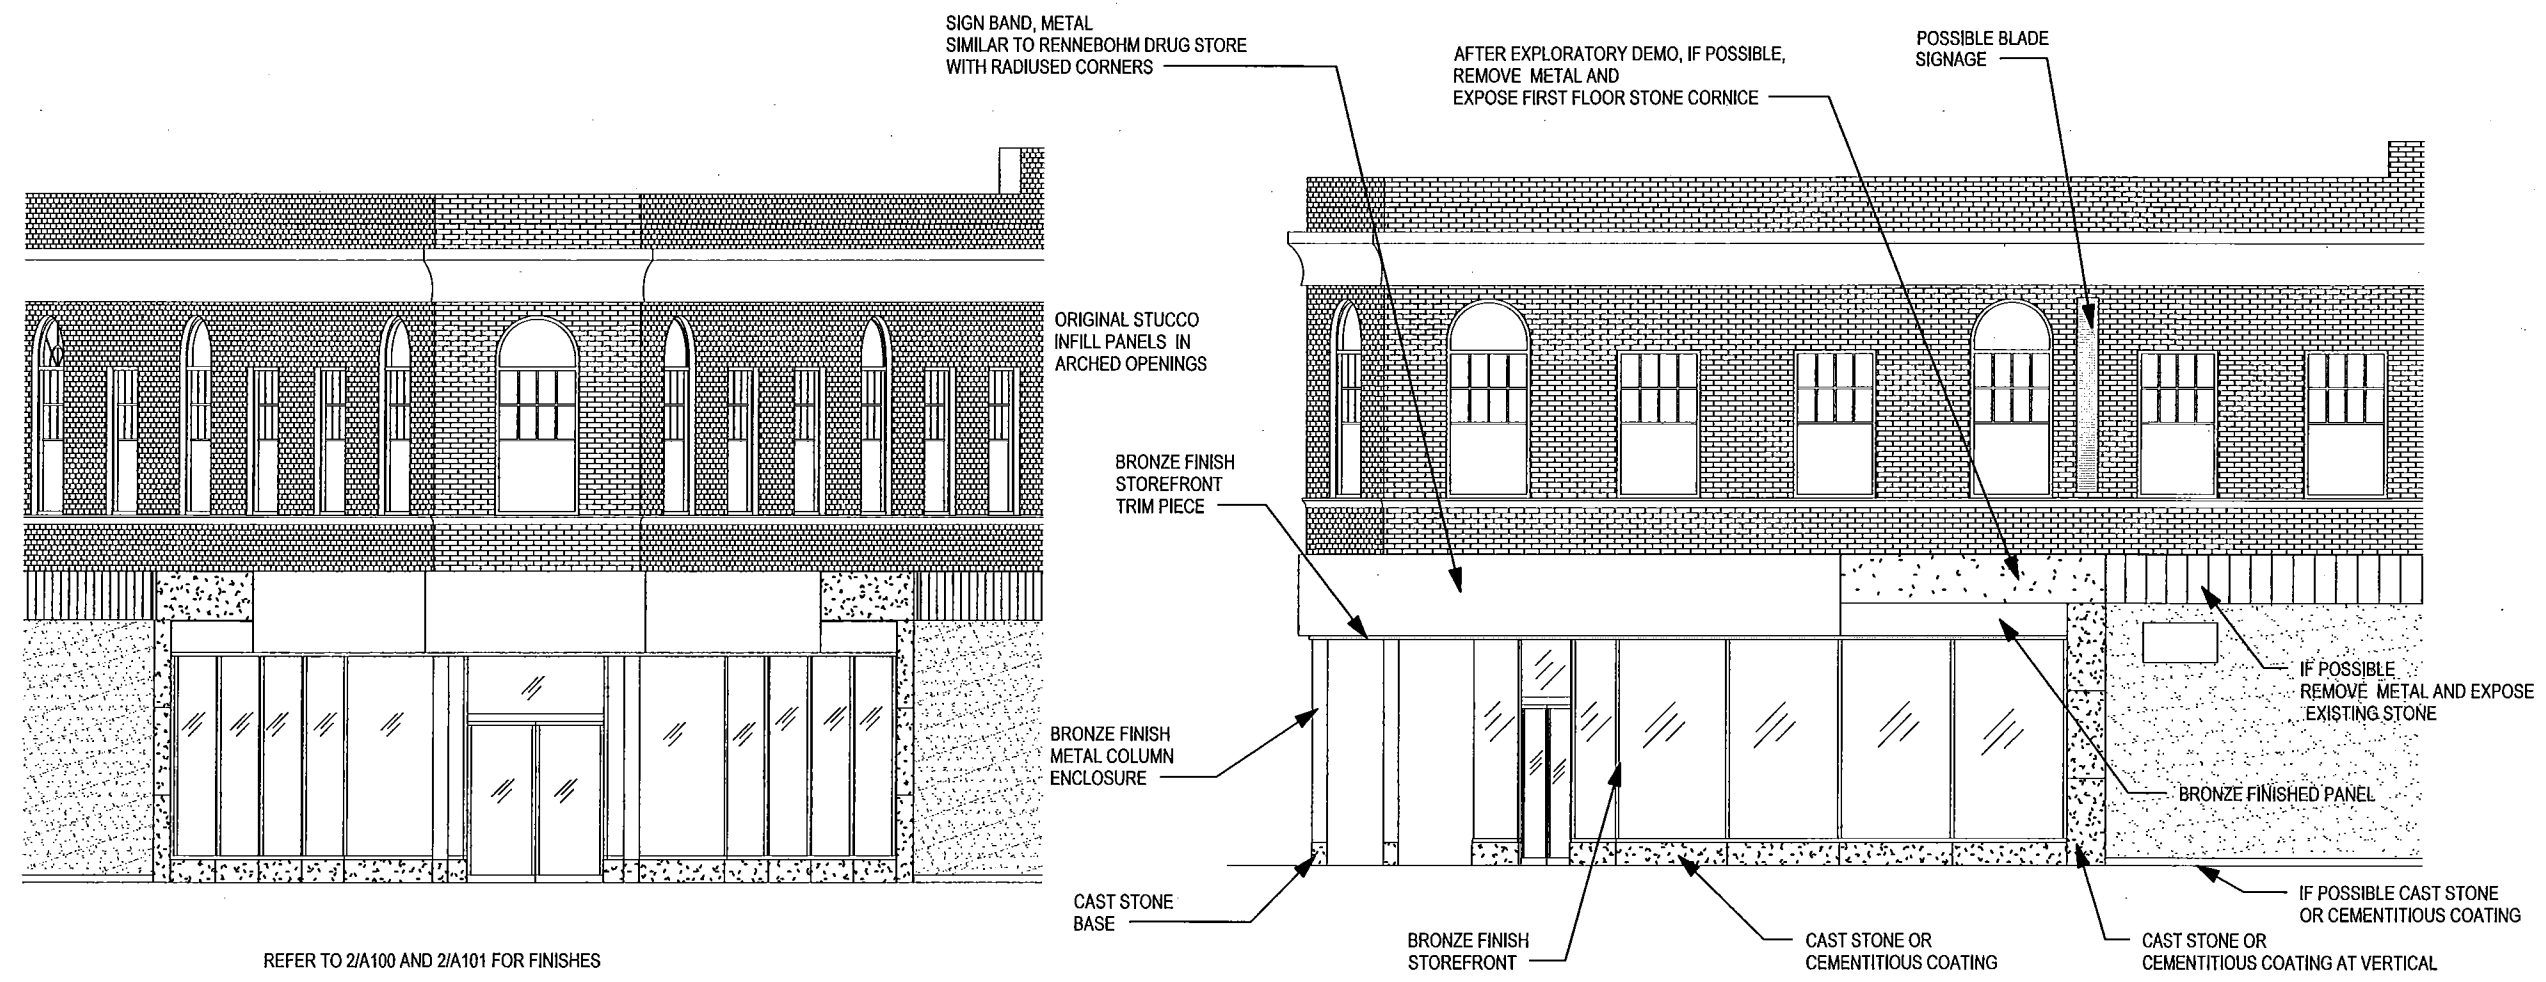 SIGN BAND, METAL
SIMILAR TO RENNEBOHM DRUG STORE
WITH RADIUSED CORNERS
AFTER EXPLORATORY DEMO, IF POSSIBLE,
REMOVE METAL AND
EXPOSE FIRST FLOOR STONE CORNICE
POSSIBLE BLADE
SIGNAGE
ORIGINAL STUCCO
INFILL PANELS IN
ARCHED OPENINGS
BRONZE FINISH
STOREFRONT
TRIM PIECE
BRONZE FINISH
METAL COLUMN
ENCLOSURE
CAST STONE
BASE
BRONZE FINISH
STOREFRONT
CAST STONE OR
CEMENTITIOUS COATING
IF POSSIBLE
REMOVE METAL AND EXPOSE
EXISTING STONE
BRONZE FINISHED PANEL
IF POSSIBLE CAST STONE
OR CEMENTITIOUS COATING
CAST STONE OR
CEMENTITIOUS COATING AT VERTICAL
REFER TO 2/A100 AND 2/A101 FOR FINISHES